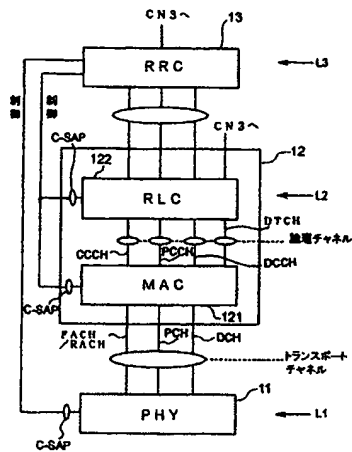 CN3へ
13
RRC
L3
制御
制御
CN3へ
C-SAP
122
12
RLC
L2
DTCH
CCCH
PCCH
DCCH
論理チャネル
MAC
C-SAP
121
FACH
/RACH
PCH
DCH
トランスポート
チャネル
11
PHY
L1
C-SAP